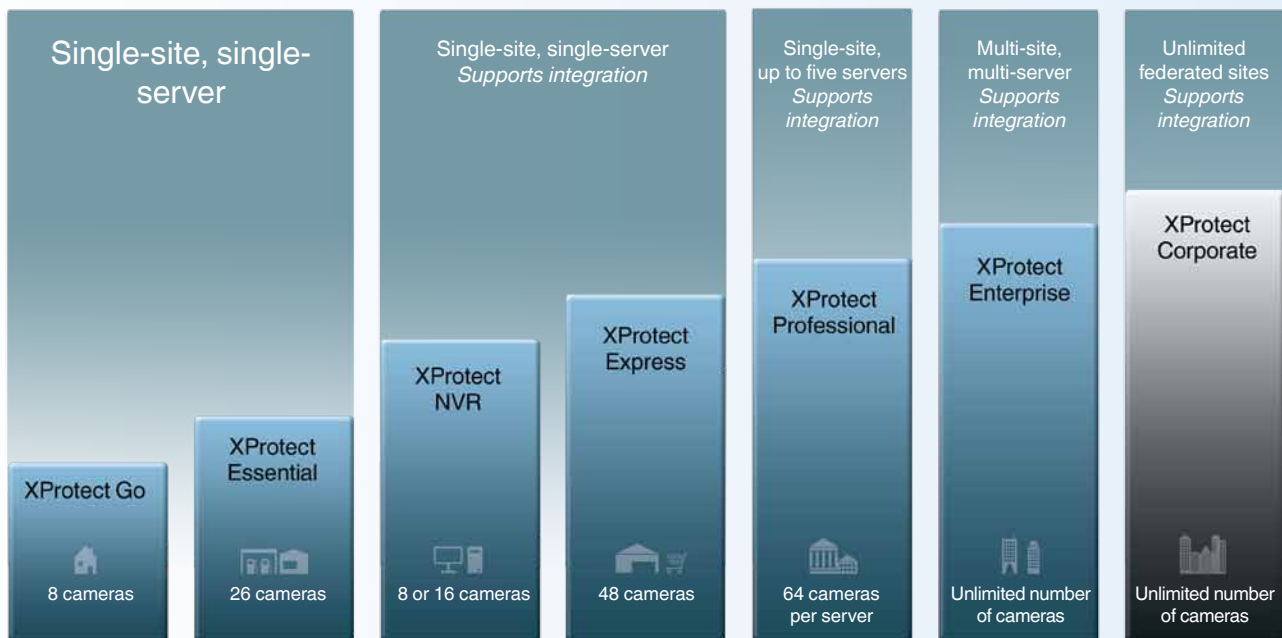 Single-site, single-
server
Single-site, single-server
Supports integration
Single-site,
up to five servers
Supports
integration
Multi-site,
multi-server
Supports
integration
Unlimited
federated sites
Supports
integration
XProtect Go
8 cameras
XProtect
Essential
26 cameras
XProtect
NVR
8 or 16 cameras
XProtect
Express
48 cameras
XProtect
Professional
64 cameras
per server
XProtect
Enterprise
Unlimited number
of cameras
XProtect
Corporate
Unlimited number
of cameras